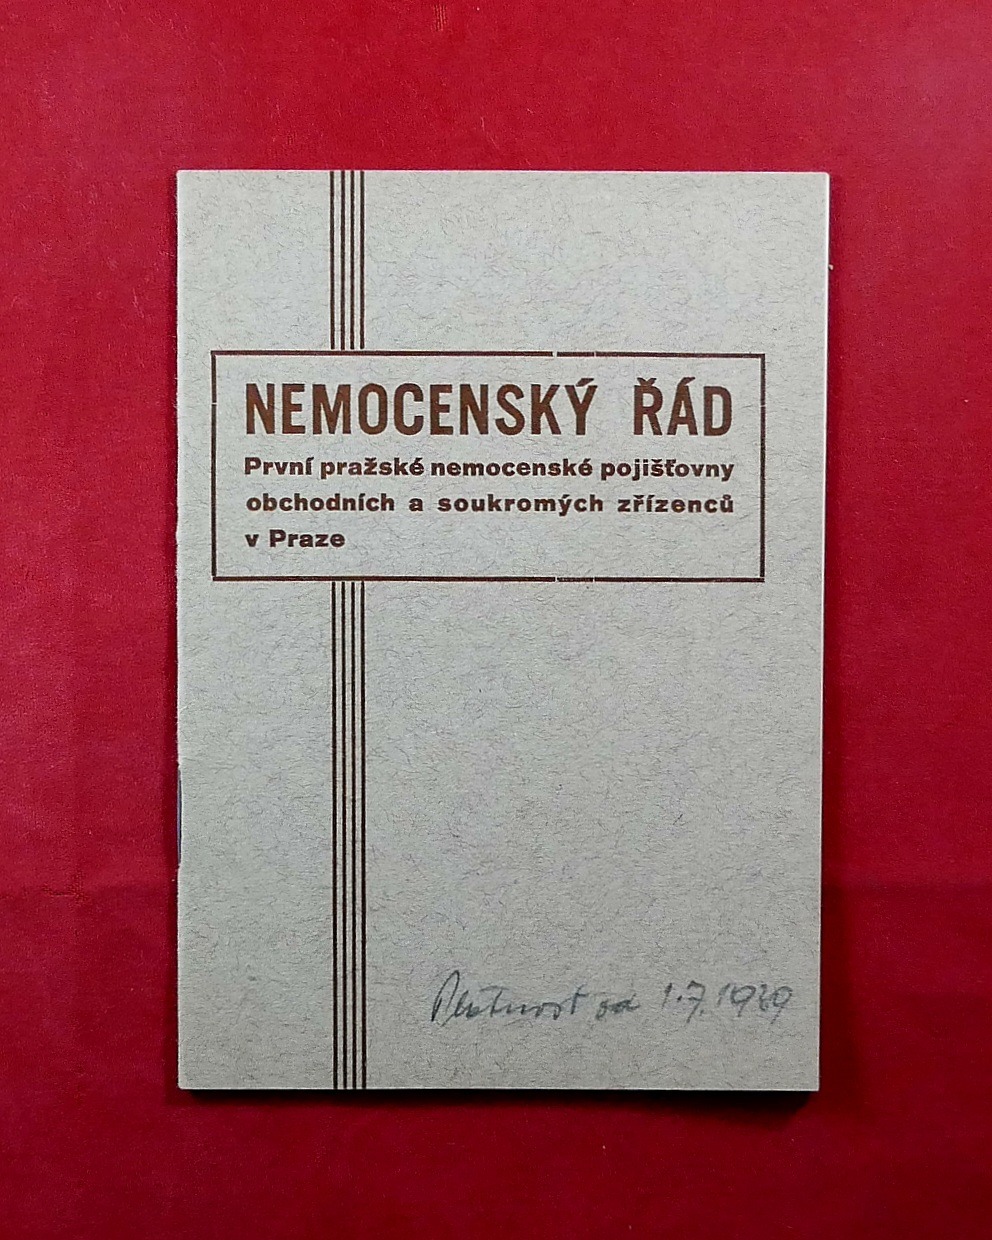 NEMOCENSKÝ ŘÁD
První pražské nemocenské pojišťovny
obchodních a soukromých zřízenců
v Praze
Platnost od 1.7.1939